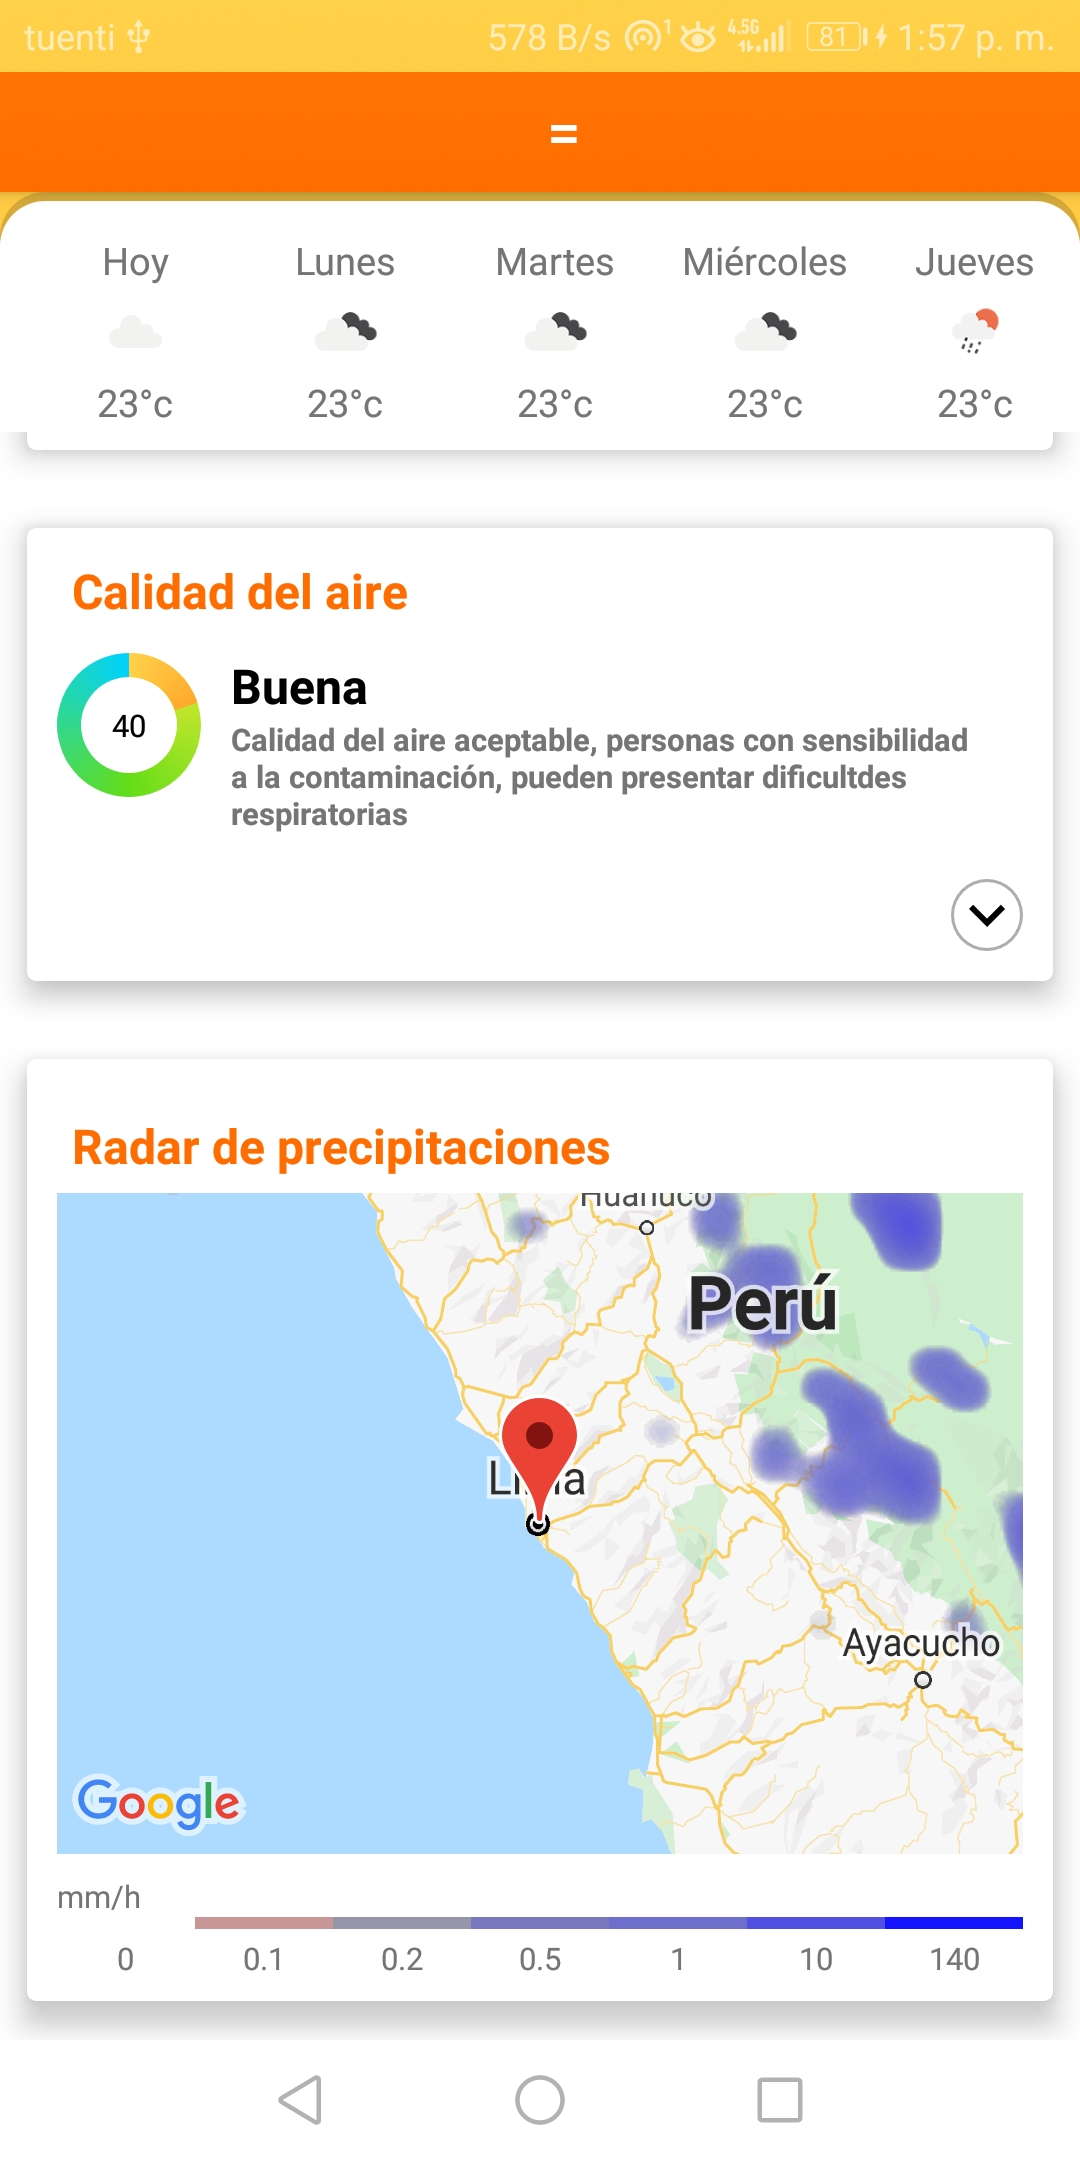 tuenti 578 B/s 1 4.5G 81 1:57 p. m.
=
Hoy Lunes Martes Miércoles Jueves
23°c 23°c 23°c 23°c 23°c
Calidad del aire
40
Buena
Calidad del aire aceptable, personas con sensibilidad
a la contaminación, pueden presentar dificultdes
respiratorias
Radar de precipitaciones
Huánuco
Perú
Lima
Ayacucho
Google
mm/h
0 0.1 0.2 0.5 1 10 140